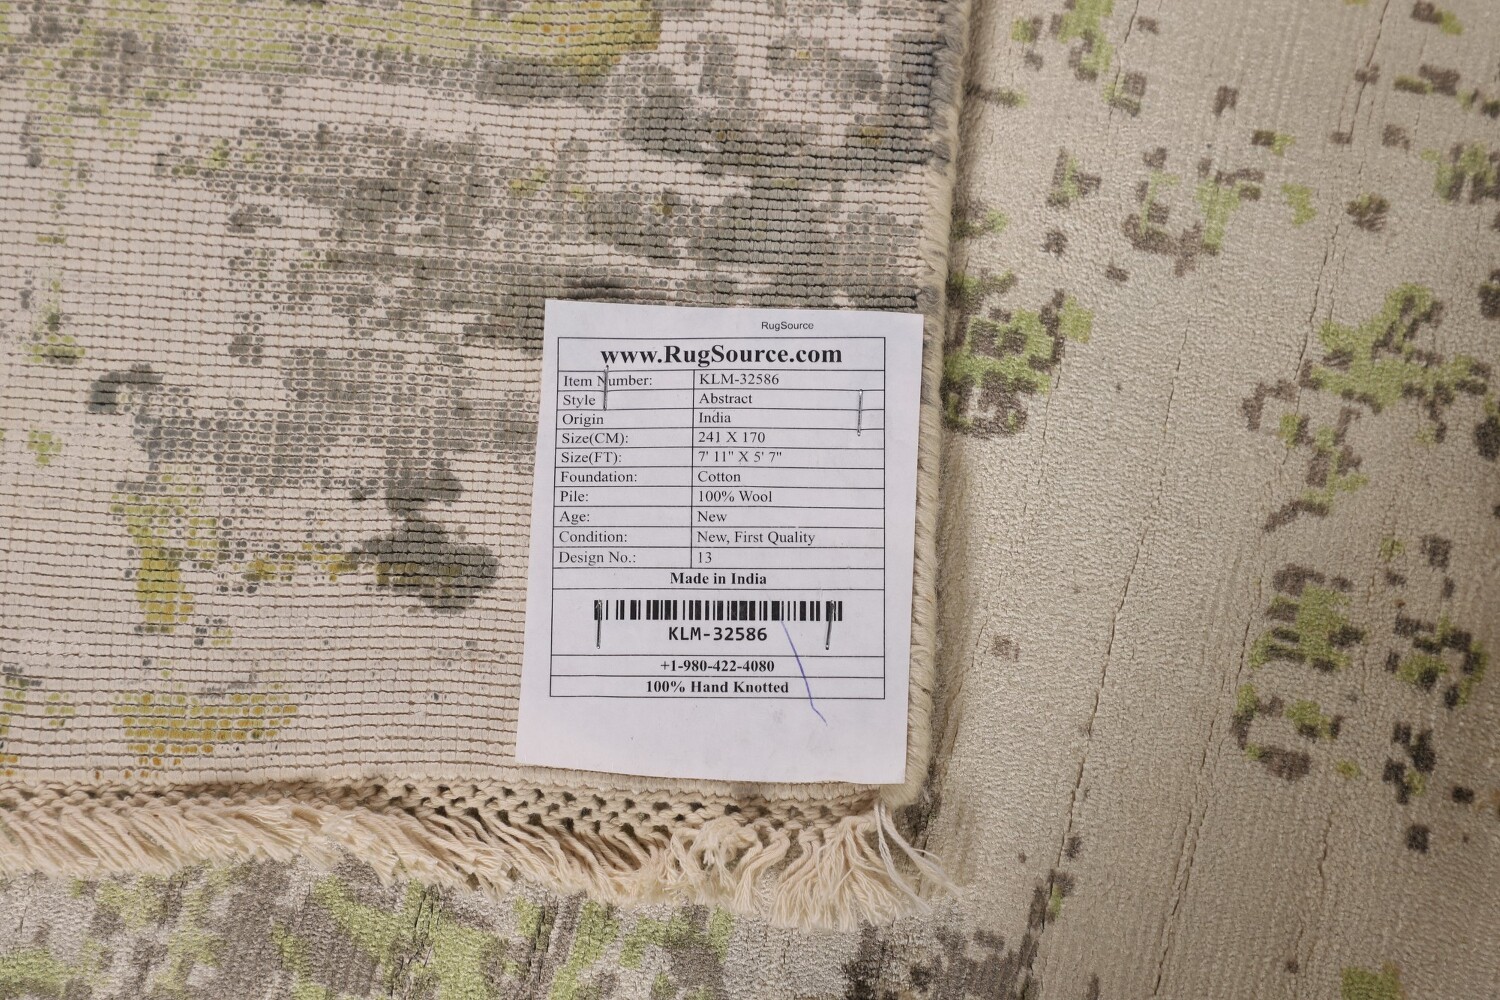 RugSource
www.RugSource.com
Item Number: KLM-32586
Style Abstract
Origin India
Size(CM): 241 X 170
Size(FT): 7' 11" X 5' 7"
Foundation: Cotton
Pile: 100% Wool
Age: New
Condition: New, First Quality
Design No.: 13
Made in India
KLM-32586
+1-980-422-4080
100% Hand Knotted